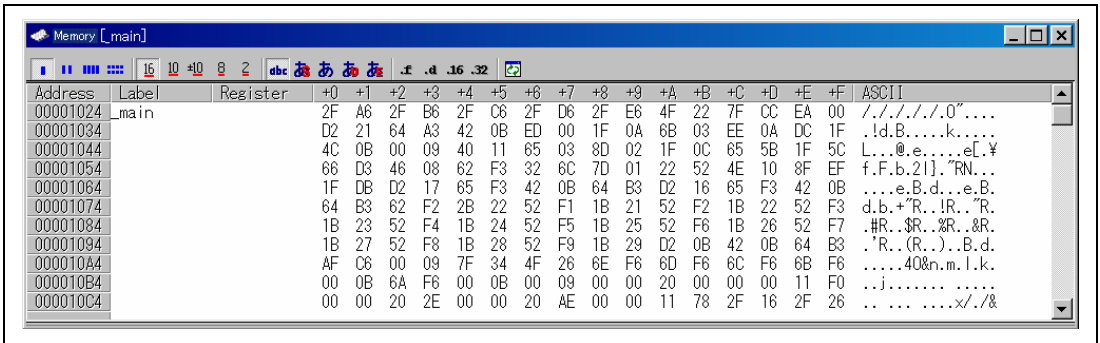 Memory [_main]
16 10 ±10 8 2 abc あ あ あ あ .f .d .16 .32
Address Label Register +0 +1 +2 +3 +4 +5 +6 +7 +8 +9 +A +B +C +D +E +F ASCII
00001024 _main 2F A6 2F B6 2F C6 2F D6 2F E6 4F 22 7F CC EA 00 /././././.O"....
00001034 D2 21 64 A3 42 0B ED 00 1F 0A 6B 03 EE 0A DC 1F .!d.B.....k.....
00001044 4C 0B 00 09 40 11 65 03 8D 02 1F 0C 65 5B 1F 5C L...@.e.....e[.¥
00001054 66 D3 46 08 62 F3 32 6C 7D 01 22 52 4E 10 8F EF f.F.b.2l}."RN...
00001064 1F DB D2 17 65 F3 42 0B 64 B3 D2 16 65 F3 42 0B ....e.B.d...e.B.
00001074 64 B3 62 F2 2B 22 52 F1 1B 21 52 F2 1B 22 52 F3 d.b.+"R..!R.."R.
00001084 1B 23 52 F4 1B 24 52 F5 1B 25 52 F6 1B 26 52 F7 .#R..$R..%R..&R.
00001094 1B 27 52 F8 1B 28 52 F9 1B 29 D2 0B 42 0B 64 B3 .'R..(R..)..B.d.
000010A4 AF C6 00 09 7F 34 4F 26 6E F6 6D F6 6C F6 6B F6 .....4O&n.m.l.k.
000010B4 00 0B 6A F6 00 0B 00 09 00 00 20 00 00 00 11 F0 ..j....... .....
000010C4 00 00 20 2E 00 00 20 AE 00 00 11 78 2F 16 2F 26 .. ... ....x/./&